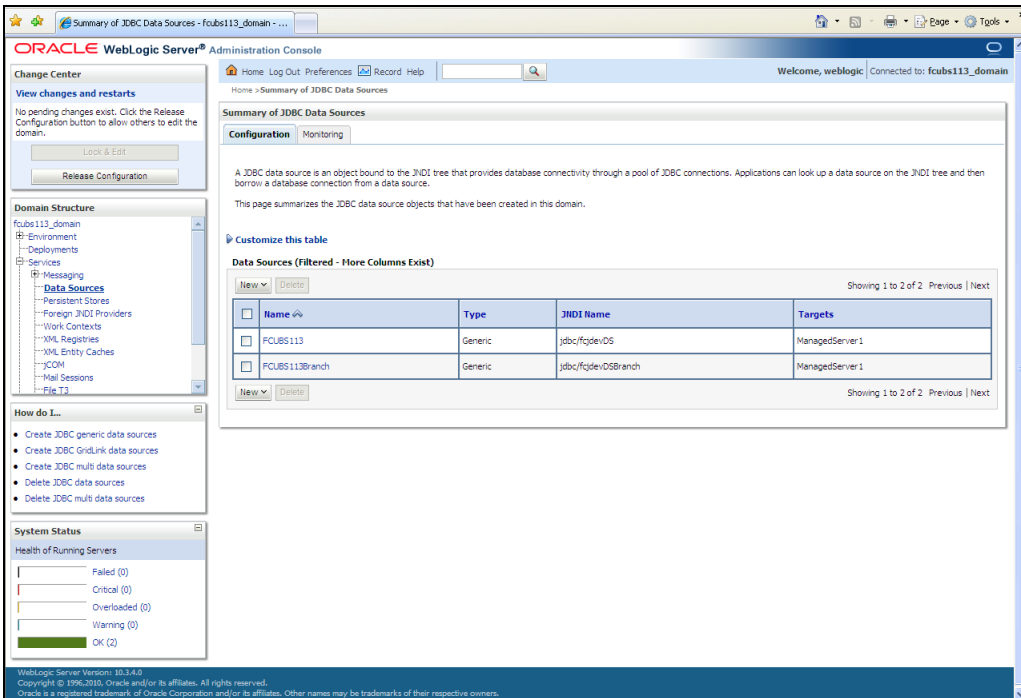 Summary of JDBC Data Sources - fcubs113_domain - ...
Page
Tools
ORACLE WebLogic Server® Administration Console
Change Center
View changes and restarts
No pending changes exist. Click the Release
Configuration button to allow others to edit the
domain.
Lock & Edit
Release Configuration
Domain Structure
fcubs113_domain
Environment
Deployments
Services
Messaging
Data Sources
Persistent Stores
Foreign JNDI Providers
Work Contexts
XML Registries
XML Entity Caches
jCOM
Mail Sessions
File T3
How do I...
Create JDBC generic data sources
Create JDBC GridLink data sources
Create JDBC multi data sources
Delete JDBC data sources
Delete JDBC multi data sources
System Status
Health of Running Servers
Failed (0)
Critical (0)
Overloaded (0)
Warning (0)
OK (2)
Home Log Out Preferences Record Help
Welcome, weblogic Connected to: fcubs113_domain
Home >Summary of JDBC Data Sources
Summary of JDBC Data Sources
Configuration Monitoring
A JDBC data source is an object bound to the JNDI tree that provides database connectivity through a pool of JDBC connections. Applications can look up a data source on the JNDI tree and then
borrow a database connection from a data source.
This page summarizes the JDBC data source objects that have been created in this domain.
Customize this table
Data Sources (Filtered - More Columns Exist)
New Delete Showing 1 to 2 of 2 Previous | Next
Name Type JNDI Name Targets
FCUBS113 Generic jdbc/fcjdevDS ManagedServer1
FCUBS113Branch Generic jdbc/fcjdevDSBranch ManagedServer1
New Delete Showing 1 to 2 of 2 Previous | Next
WebLogic Server Version: 10.3.4.0
Copyright © 1996,2010, Oracle and/or its affiliates. All rights reserved.
Oracle is a registered trademark of Oracle Corporation and/or its affiliates. Other names may be trademarks of their respective owners.